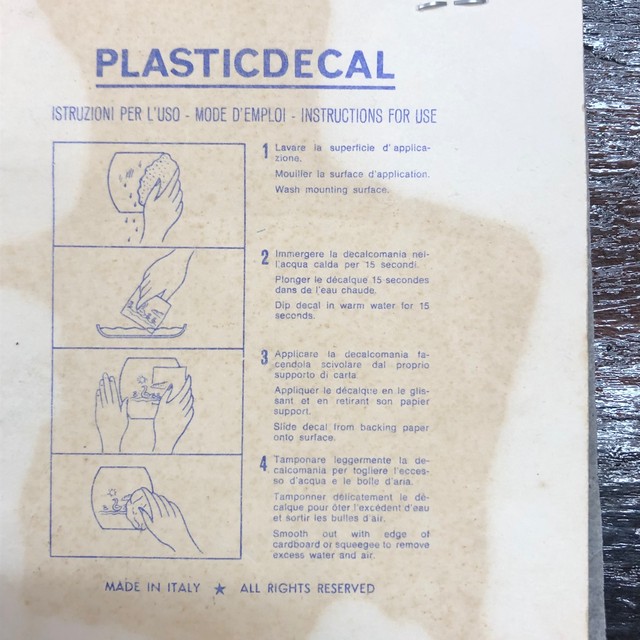 PLASTICDECAL
ISTRUZIONI PER L'USO - MODE D'EMPLOI - INSTRUCTIONS FOR USE
1 Lavare la superficie d'applica-
zione.
Mouiller la surface d'application.
Wash mounting surface.
2 Immergere la decalcomania nel-
l'acqua calda per 15 secondi.
Plonger le décalque 15 secondes
dans de l'eau chaude.
Dip decal in warm water for 15
seconds.
3 Applicare la decalcomania fa-
cendola scivolare dal proprio
supporto di carta
Appliquer le décalque en le glis-
sant et en retirant son papier
support.
Slide decal from backing paper
onto surface.
4 Tamponare leggermente la de-
calcomania per togliere l'ecces-
so d'acqua e le bolle d'aria.
Tamponner délicatement le dé-
calque pour ôter l'excédent d'eau
et sortir les bulles d'air.
Smooth out with edge of
cardboard or squeegee to remove
excess water and air.
MADE IN ITALY ★ ALL RIGHTS RESERVED